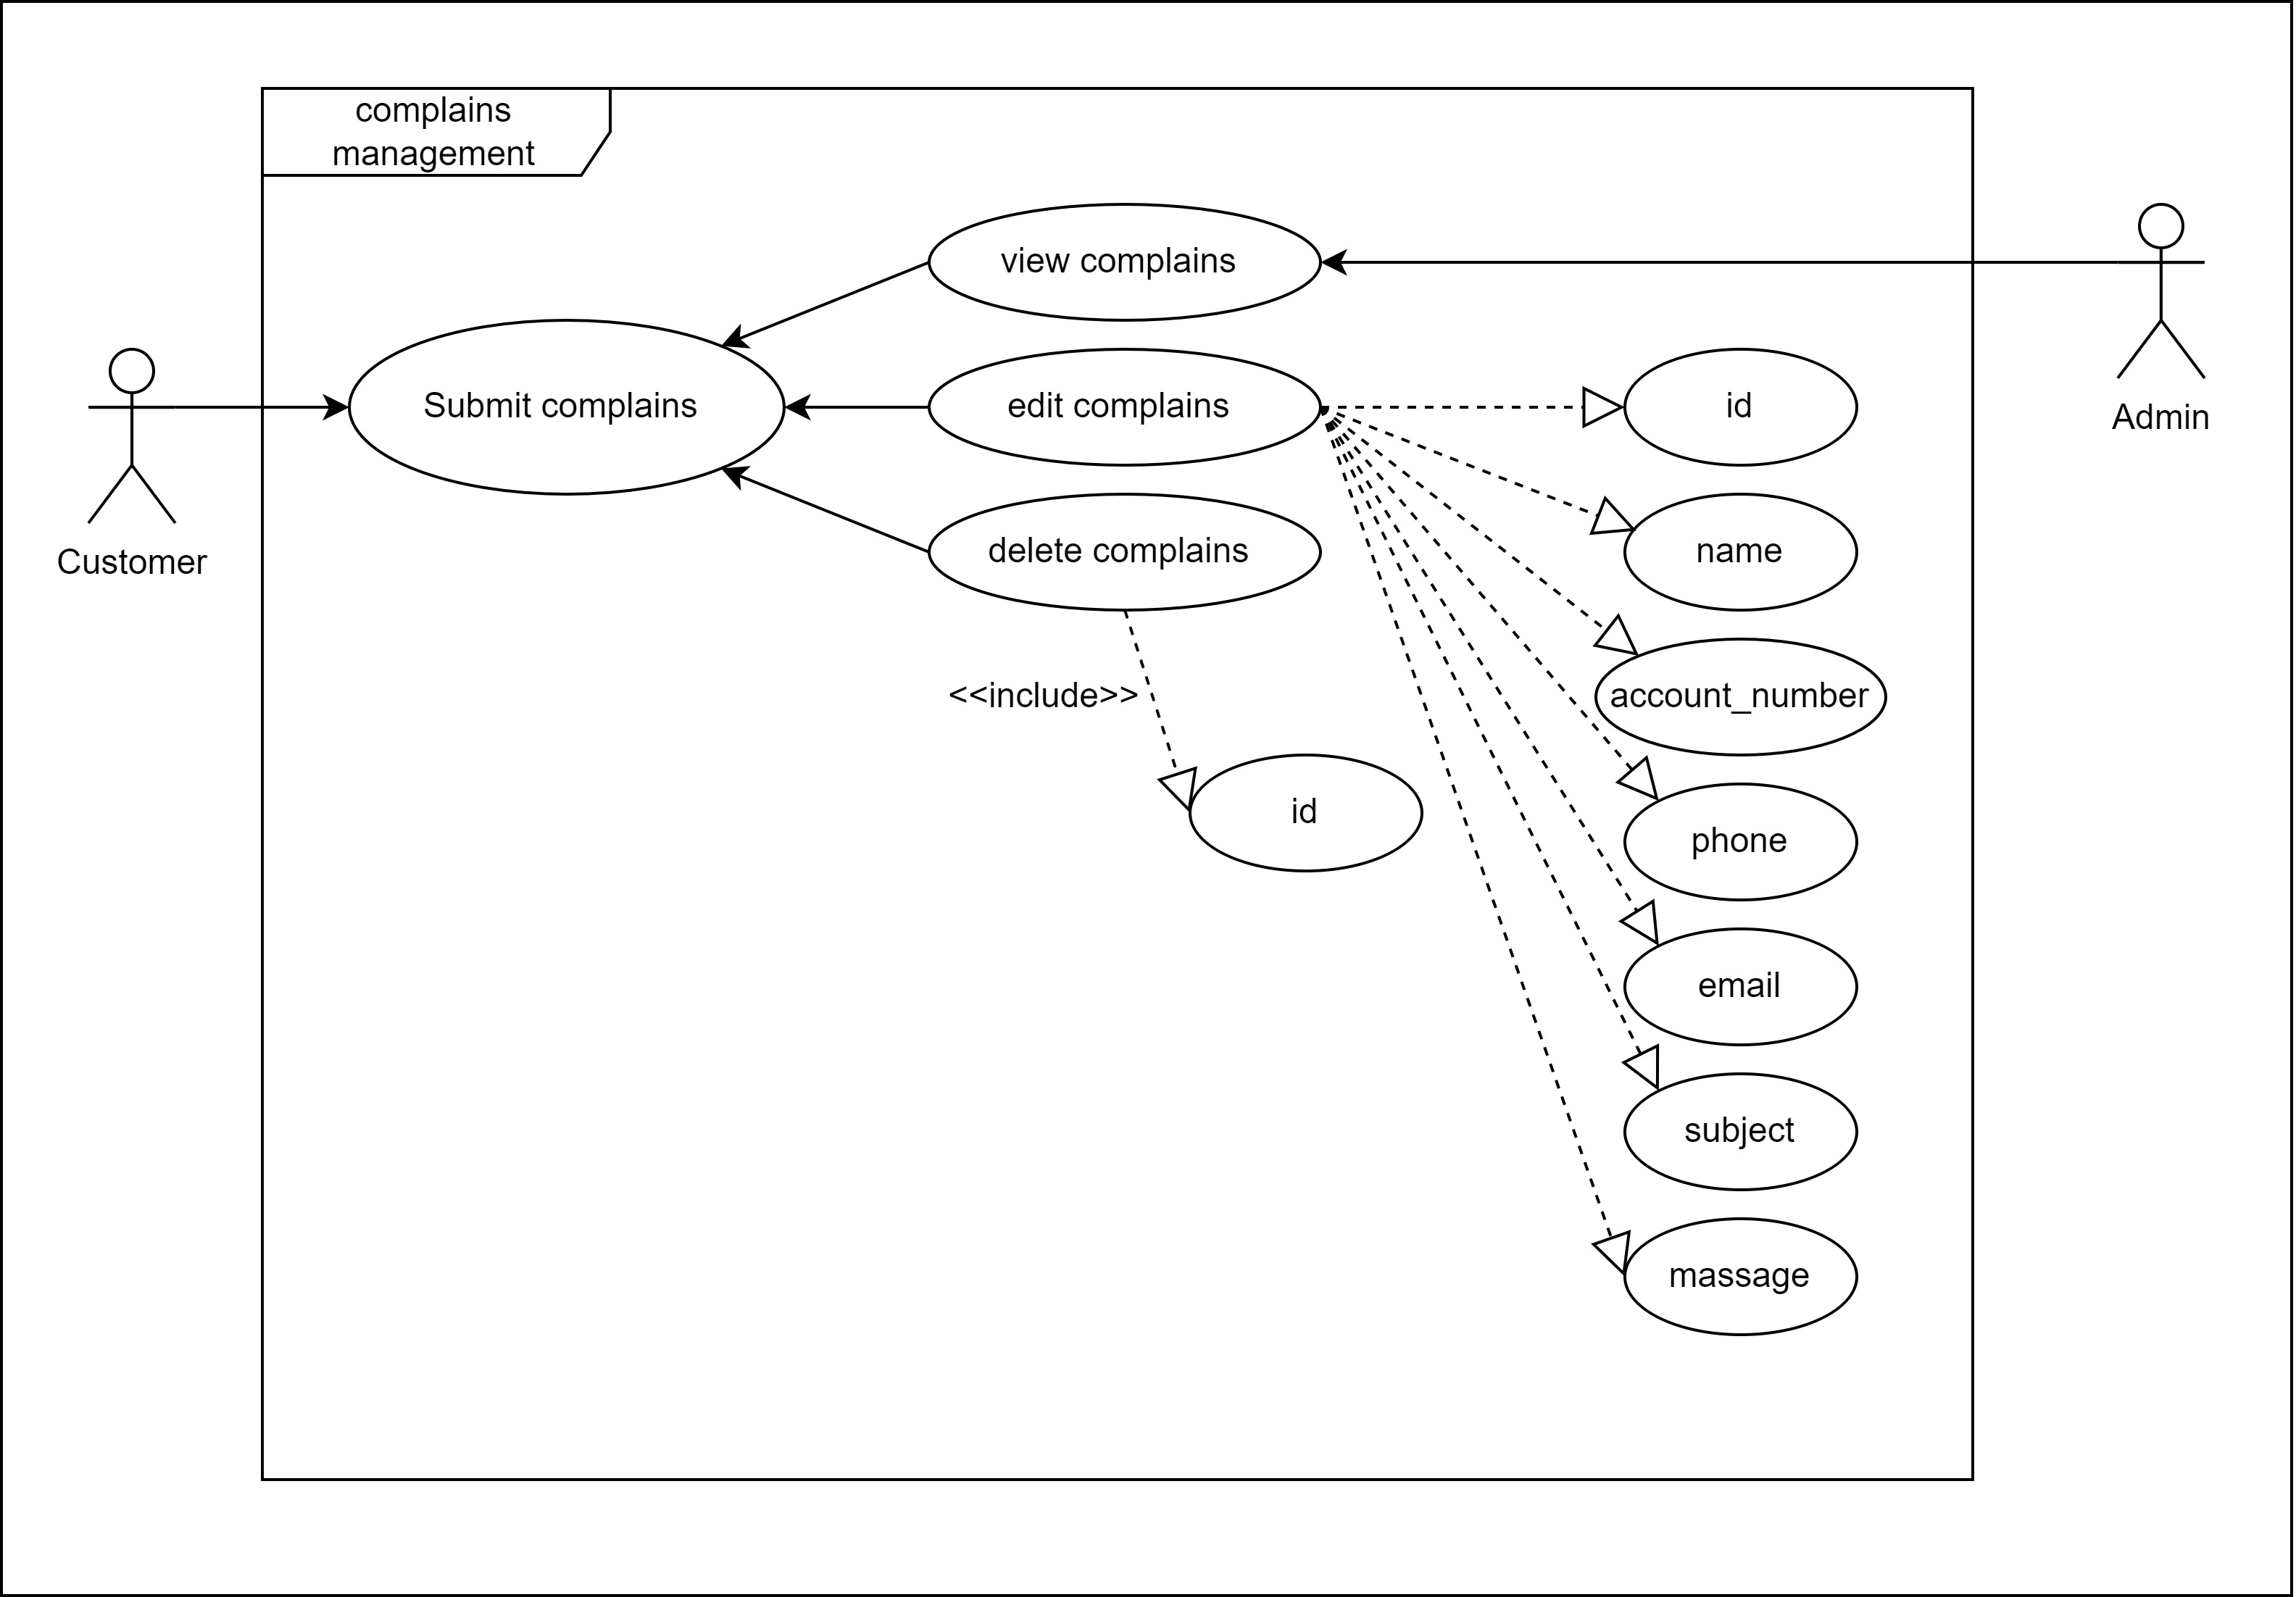 complains
management
view complains
Submit complains
edit complains
id
Admin
delete complains
name
Customer
<<include>>
account_number
id
phone
email
subject
massage